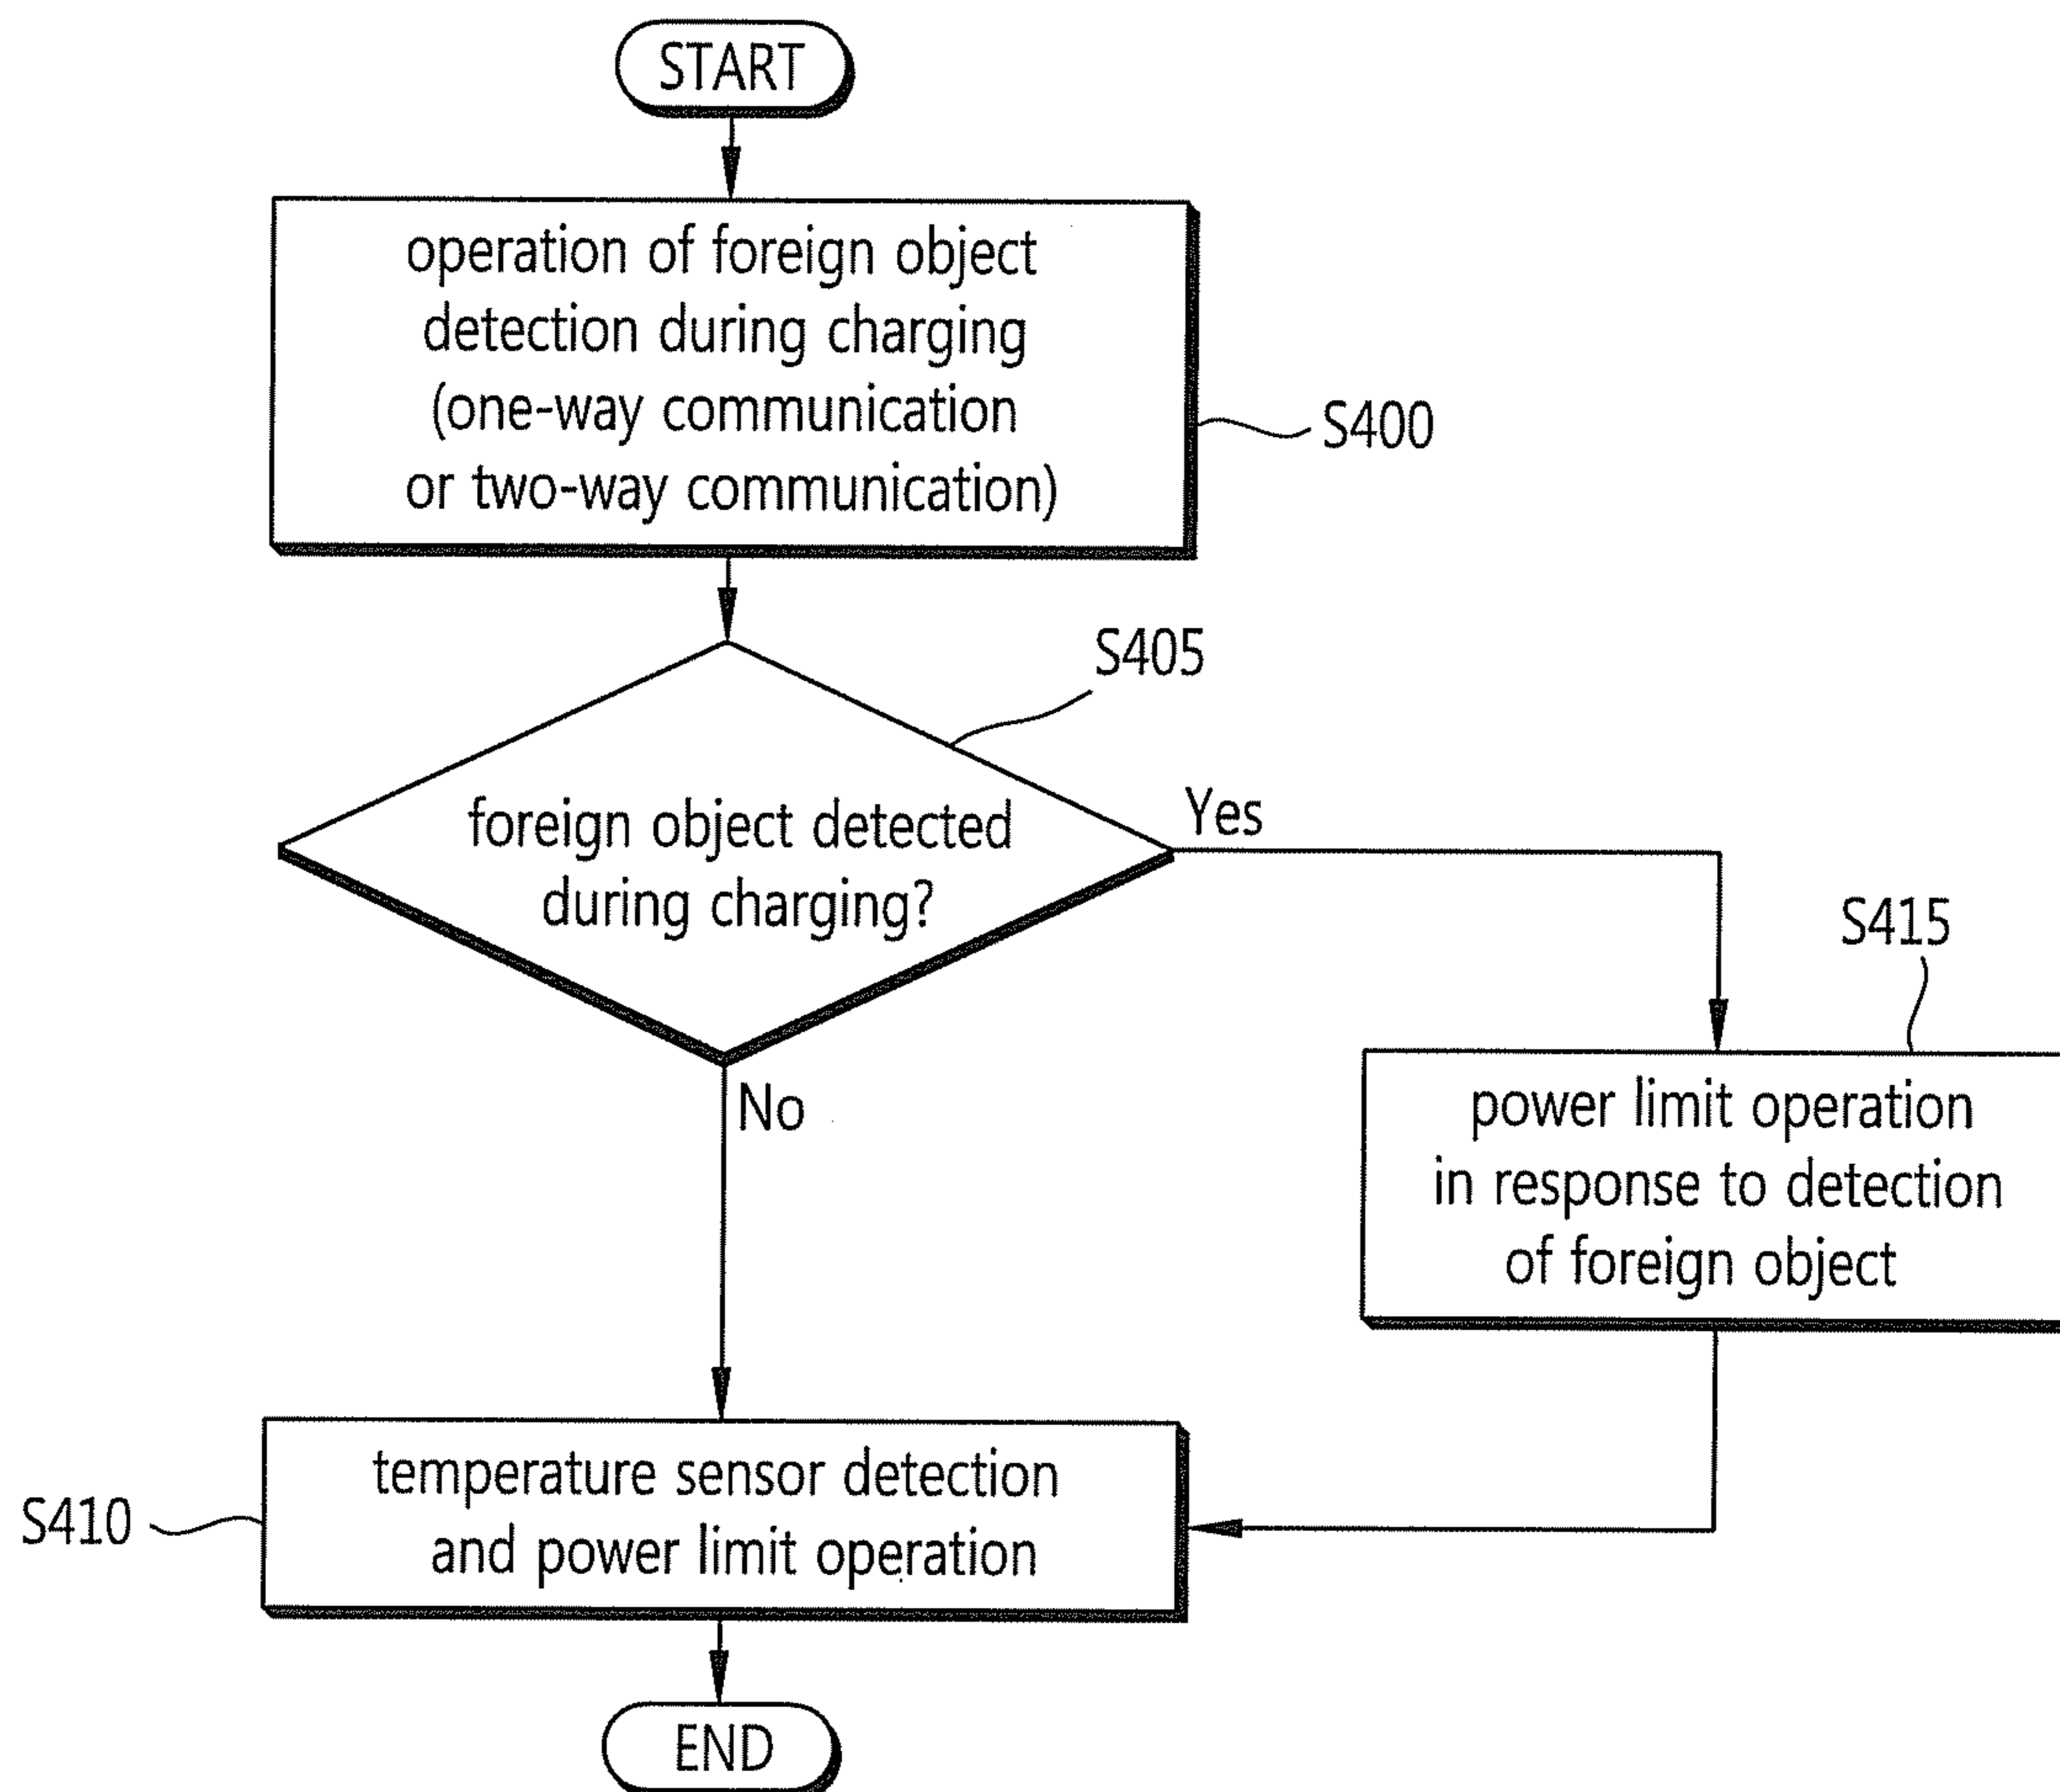 START
operation of foreign object
detection during charging
(one-way communication
or two-way communication)
S400
S405
foreign object detected
during charging?
Yes
No
S415
power limit operation
in response to detection
of foreign object
S410
temperature sensor detection
and power limit operation
END